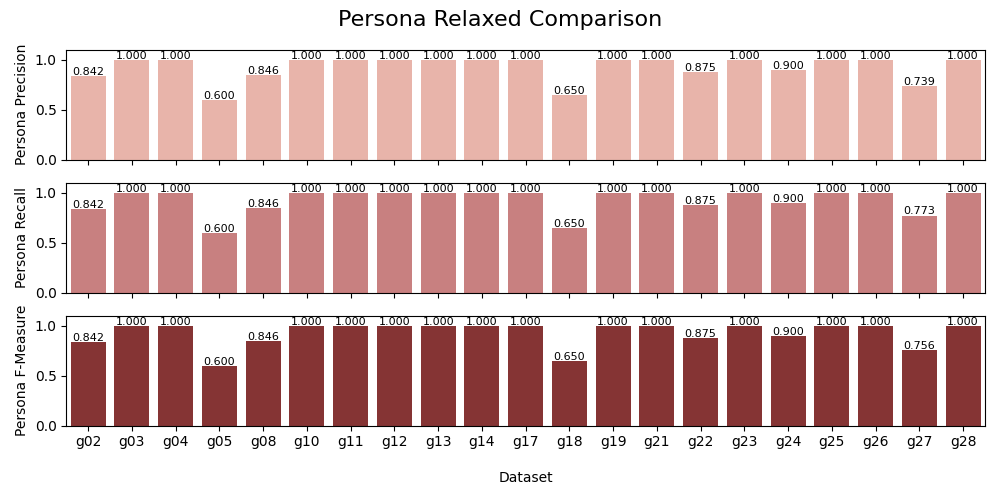 Persona Relaxed Comparison
Persona Precision
1.0
0.5
0.0
0.842 1.000 1.000 0.600 0.846 1.000 1.000 1.000 1.000 1.000 1.000 0.650 1.000 1.000 0.875 1.000 0.900 1.000 1.000 0.739 1.000
Persona Recall
1.0
0.5
0.0
0.842 1.000 1.000 0.600 0.846 1.000 1.000 1.000 1.000 1.000 1.000 0.650 1.000 1.000 0.875 1.000 0.900 1.000 1.000 0.773 1.000
Persona F-Measure
1.0
0.5
0.0
0.842 1.000 1.000 0.600 0.846 1.000 1.000 1.000 1.000 1.000 1.000 0.650 1.000 1.000 0.875 1.000 0.900 1.000 1.000 0.756 1.000
g02 g03 g04 g05 g08 g10 g11 g12 g13 g14 g17 g18 g19 g21 g22 g23 g24 g25 g26 g27 g28
Dataset